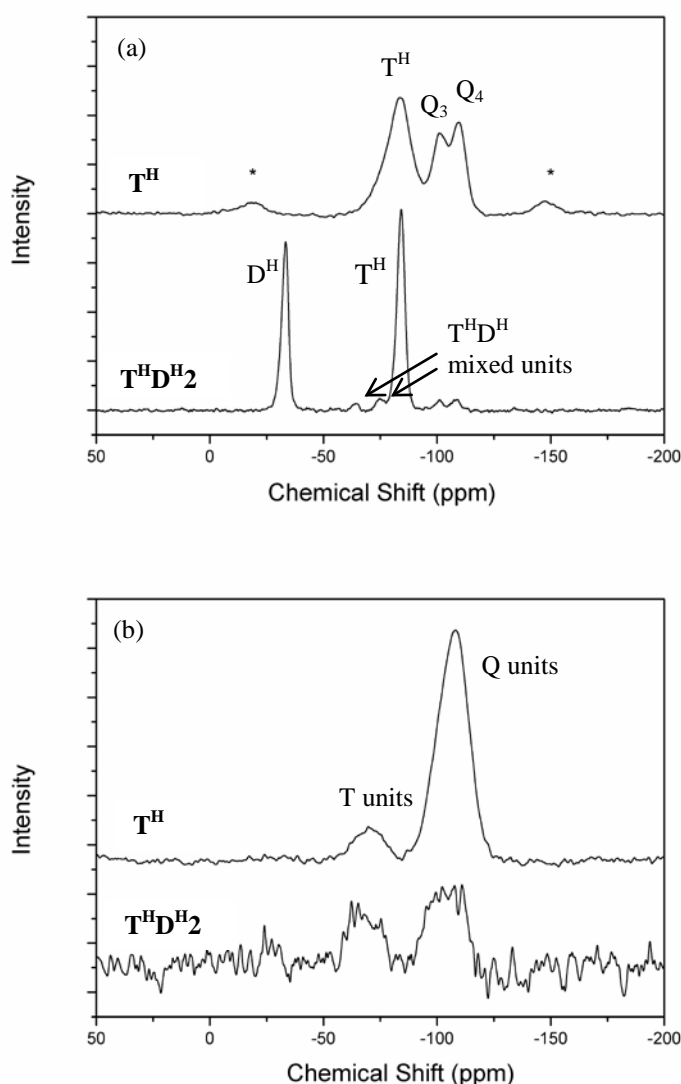 (a)
T^H
Q₃
Q₄
*
*
T^H
D^H
T^H
T^HD^H
mixed units
T^HD^H2
Intensity
50 0 -50 -100 -150 -200
Chemical Shift (ppm)
(b)
Q units
T units
T^H
T^HD^H2
Intensity
50 0 -50 -100 -150 -200
Chemical Shift (ppm)